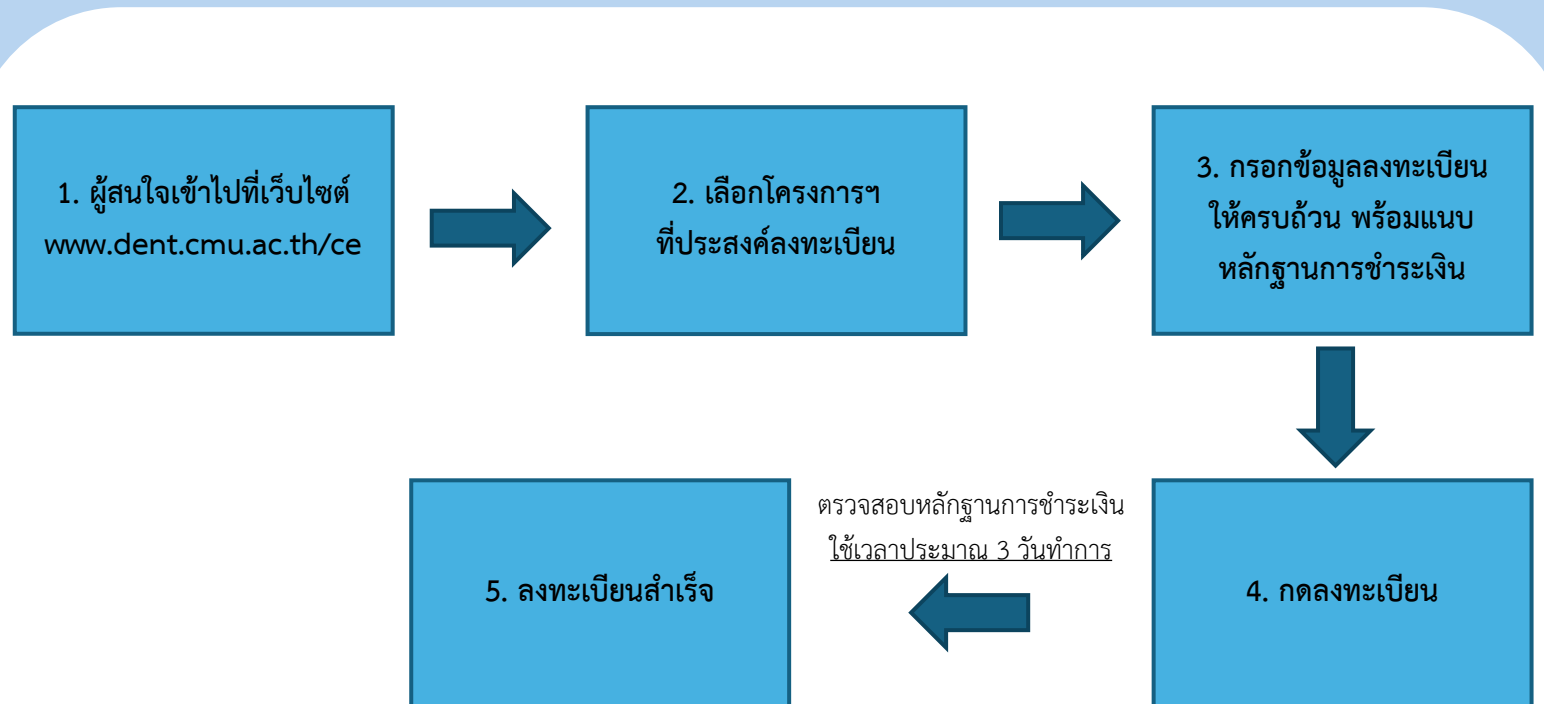 1. ผู้สนใจเข้าไปที่เว็บไซต์
www.dent.cmu.ac.th/ce
2. เลือกโครงการฯ
ที่ประสงค์ลงทะเบียน
3. กรอกข้อมูลลงทะเบียน
ให้ครบถ้วน พร้อมแนบ
หลักฐานการชำระเงิน
4. กดลงทะเบียน
ตรวจสอบหลักฐานการชำระเงิน
ใช้เวลาประมาณ 3 วันทำการ
5. ลงทะเบียนสำเร็จ